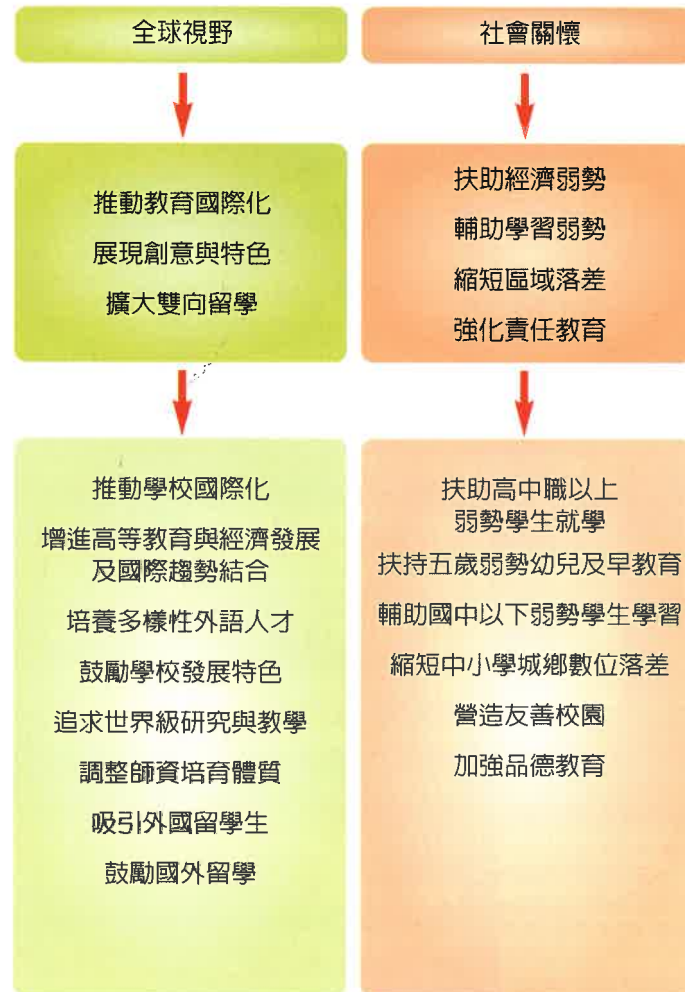 全球視野
推動教育國際化
展現創意與特色
擴大雙向留學
推動學校國際化
增進高等教育與經濟發展
及國際趨勢結合
培養多樣性外語人才
鼓勵學校發展特色
追求世界級研究與教學
調整師資培育體質
吸引外國留學生
鼓勵國外留學
社會關懷
扶助經濟弱勢
輔助學習弱勢
縮短區域落差
強化責任教育
扶助高中職以上
弱勢學生就學
扶持五歲弱勢幼兒及早教育
輔助國中以下弱勢學生學習
縮短中小學城鄉數位落差
營造友善校園
加強品德教育